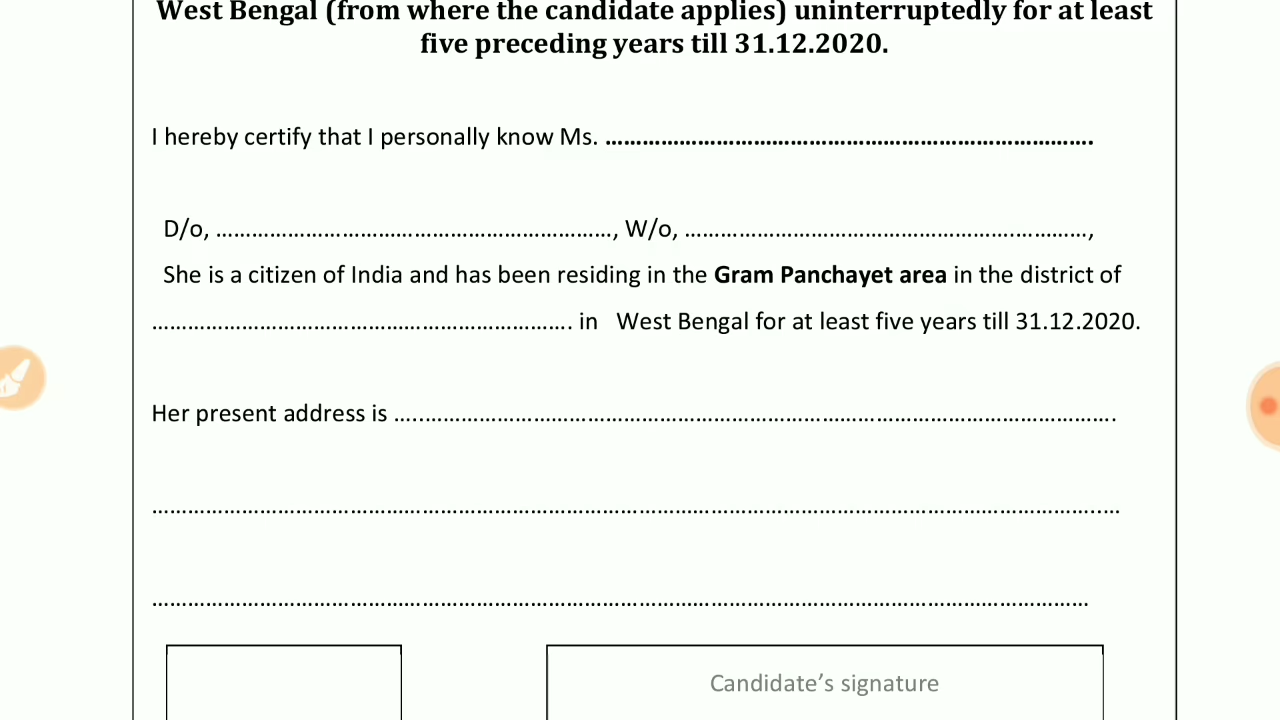 West Bengal (from where the candidate applies) uninterruptedly for at least
five preceding years till 31.12.2020.
I hereby certify that I personally know Ms. ……………………………………………………………………….
D/o, …………………………………………………………, W/o, …………………………………………………………,
She is a citizen of India and has been residing in the Gram Panchayet area in the district of
……………………………………………………………. in West Bengal for at least five years till 31.12.2020.
Her present address is ………………………………………………………………………………………………………….
………………………………………………………………………………………………………………………………………………
…………………………………………………………………………………………………………………………………………
Candidate’s signature